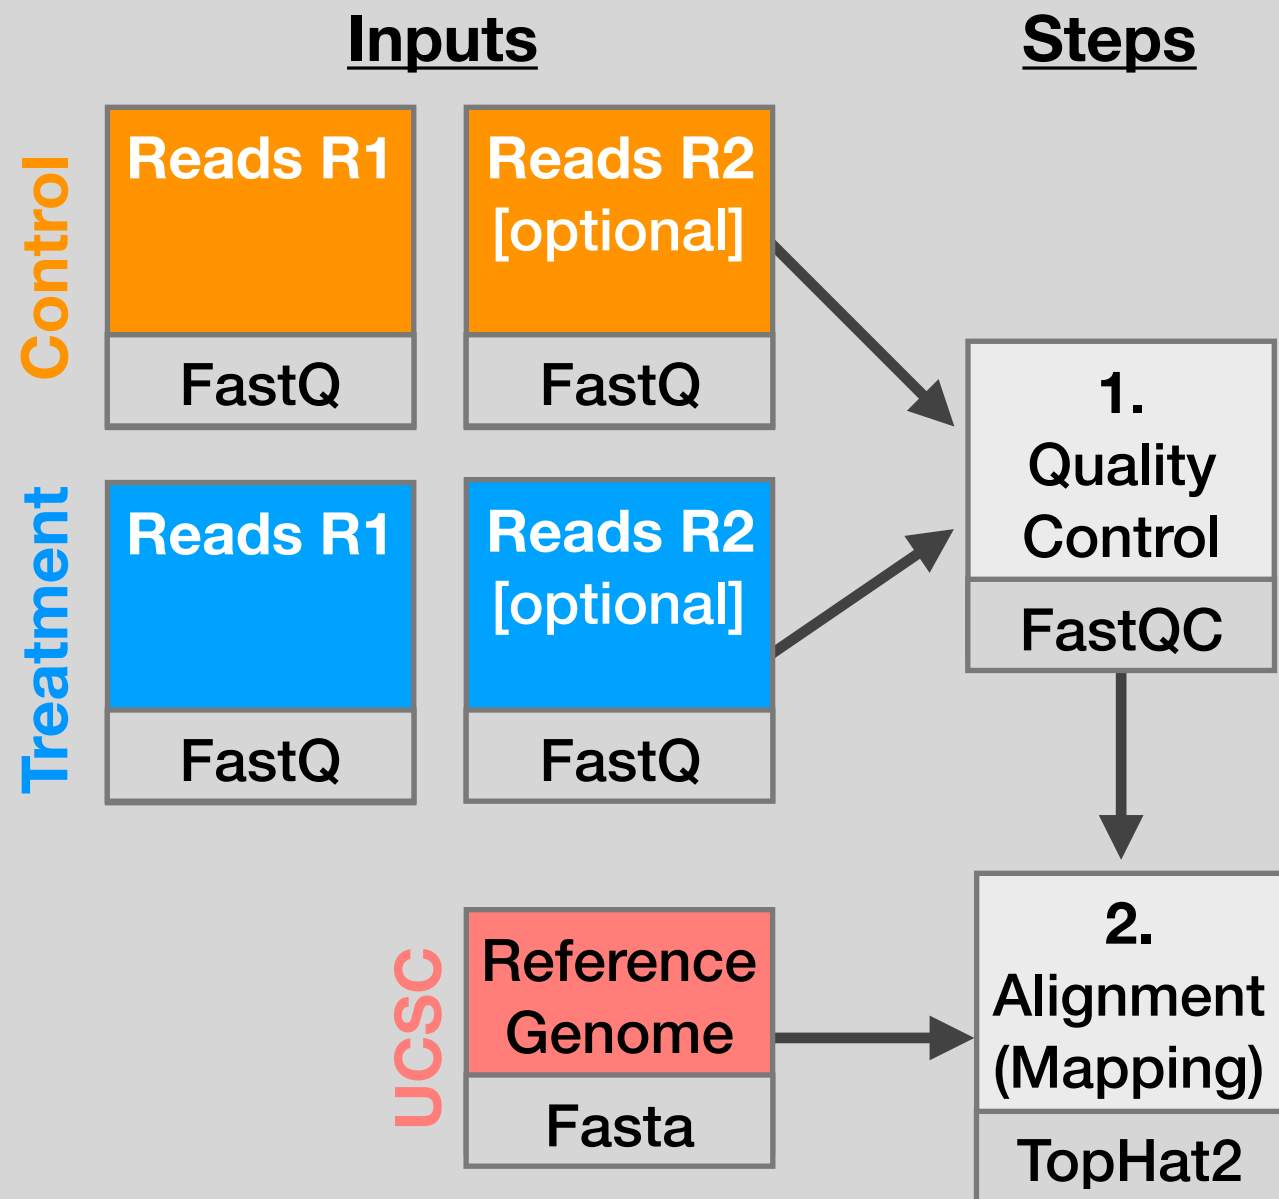 Inputs
Steps
Control
Reads R1
FastQ
Reads R2
[optional]
FastQ
Treatment
Reads R1
FastQ
Reads R2
[optional]
FastQ
1.
Quality
Control
FastQC
UCSC
Reference
Genome
Fasta
2.
Alignment
(Mapping)
TopHat2